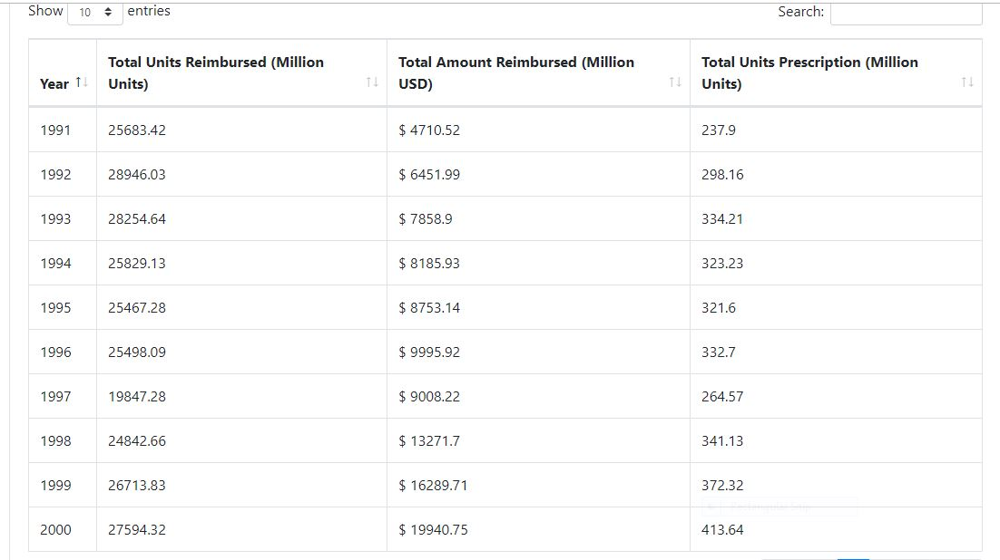 Show 10 entries Search:
Year Total Units Reimbursed (Million Units) Total Amount Reimbursed (Million USD) Total Units Prescription (Million Units)
1991 25683.42 $ 4710.52 237.9
1992 28946.03 $ 6451.99 298.16
1993 28254.64 $ 7858.9 334.21
1994 25829.13 $ 8185.93 323.23
1995 25467.28 $ 8753.14 321.6
1996 25498.09 $ 9995.92 332.7
1997 19847.28 $ 9008.22 264.57
1998 24842.66 $ 13271.7 341.13
1999 26713.83 $ 16289.71 372.32
Rectangular Snip
2000 27594.32 $ 19940.75 413.64